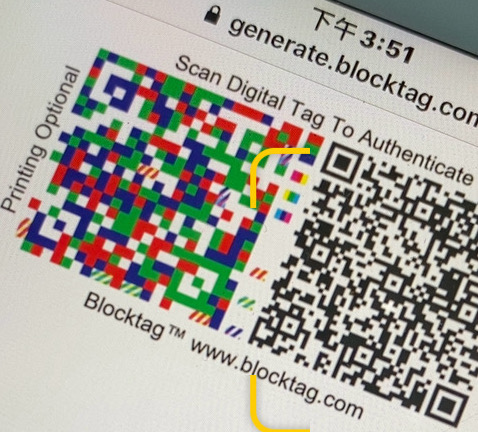 下午3:51
generate.blocktag.com
Scan Digital Tag To Authenticate
Printing Optional
Blocktag™ www.blocktag.com